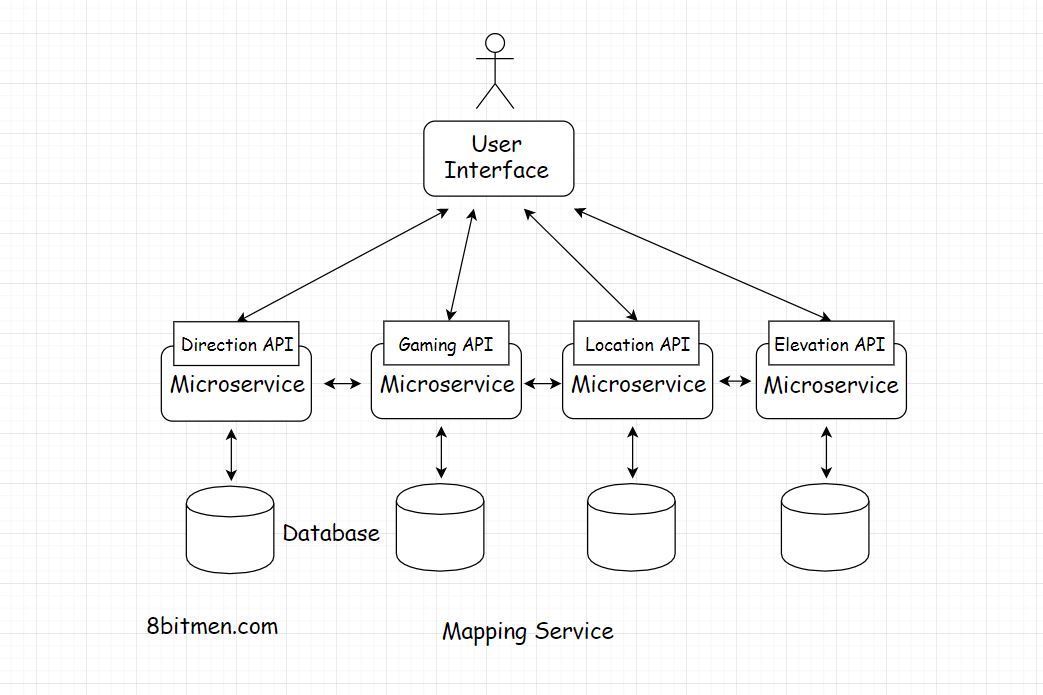 User
Interface
Direction API
Gaming API
Location API
Elevation API
Microservice
Microservice
Microservice
Microservice
Database
8bitmen.com
Mapping Service